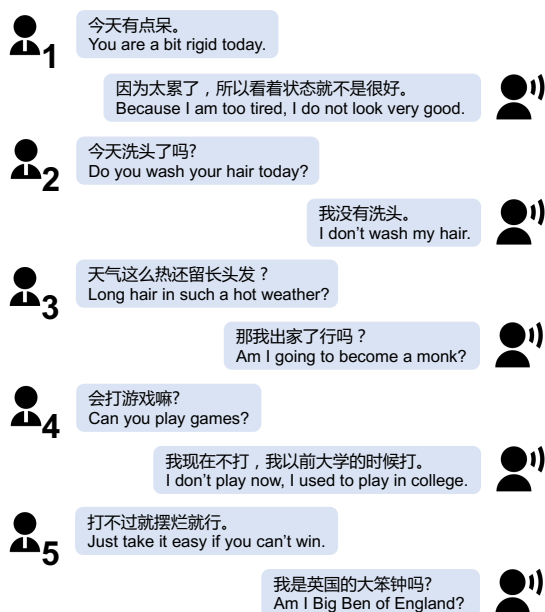 1
今天有点呆。
You are a bit rigid today.
因为太累了，所以看着状态就不是很好。
Because I am too tired, I do not look very good.
2
今天洗头了吗?
Do you wash your hair today?
我没有洗头。
I don't wash my hair.
3
天气这么热还留长头发？
Long hair in such a hot weather?
那我出家了行吗？
Am I going to become a monk?
4
会打游戏嘛?
Can you play games?
我现在不打，我以前大学的时候打。
I don't play now, I used to play in college.
5
打不过就摆烂就行。
Just take it easy if you can't win.
我是英国的大笨钟吗?
Am I Big Ben of England?